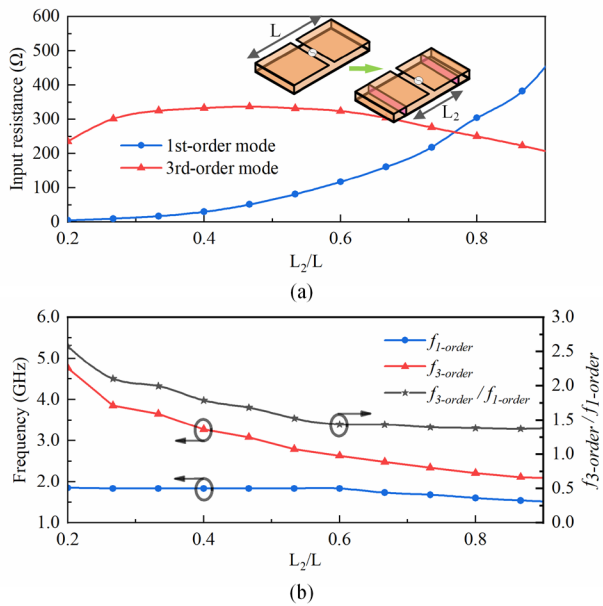 600
500
400
300
200
100
0
Input resistance (Ω)
L
L₂
1st-order mode
3rd-order mode
0.2 0.4 0.6 0.8
L₂/L
(a)
6.0
5.0
4.0
3.0
2.0
1.0
Frequency (GHz)
3.0
2.5
2.0
1.5
1.0
0.5
0.0
f3-order / f1-order
f1-order
f3-order
f3-order / f1-order
0.2 0.4 0.6 0.8
L₂/L
(b)